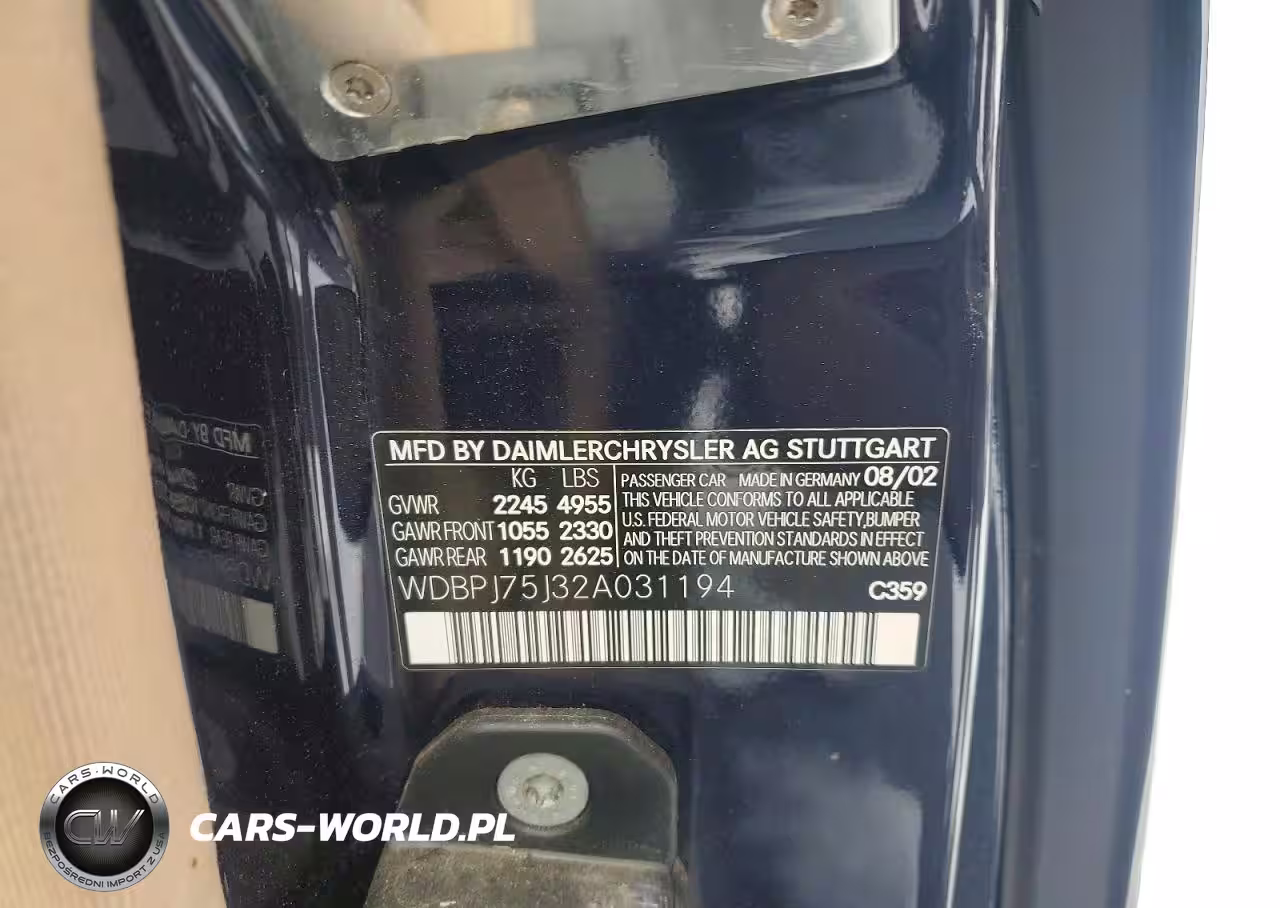 MFD BY DAIMLERCHRYSLER AG STUTTGART
KG LBS
GVWR 2245 4955
GAWR FRONT 1055 2330
GAWR REAR 1190 2625
PASSENGER CAR MADE IN GERMANY 08/02
THIS VEHICLE CONFORMS TO ALL APPLICABLE
U.S. FEDERAL MOTOR VEHICLE SAFETY,BUMPER
AND THEFT PREVENTION STANDARDS IN EFFECT
ON THE DATE OF MANUFACTURE SHOWN ABOVE
WDBPJ75J32A031194 C359
CARS-WORLD
CW
BEZPOŚREDNI IMPORT Z USA
CARS-WORLD.PL